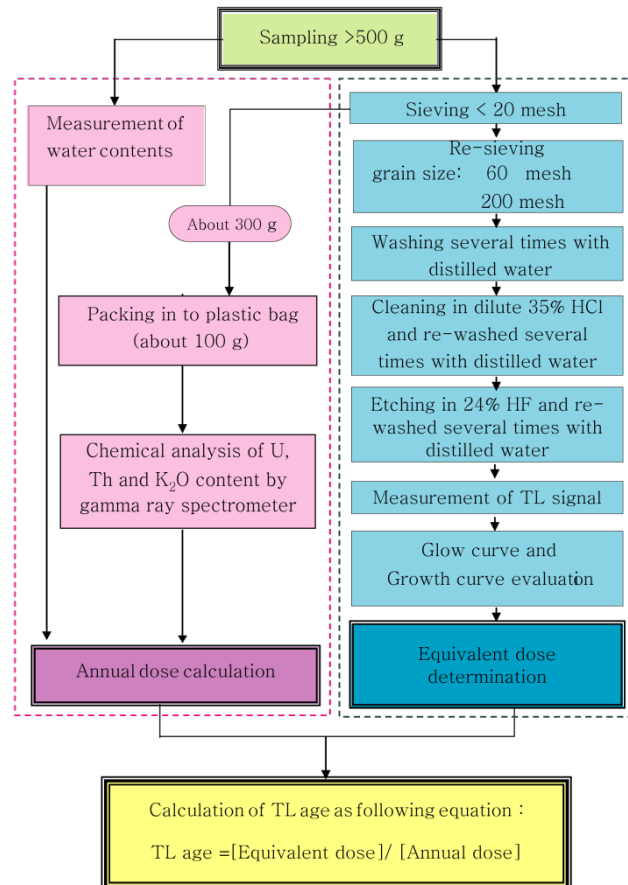 Sampling >500 g
Measurement of
water contents
About 300 g
Packing in to plastic bag
(about 100 g)
Chemical analysis of U,
Th and K₂O content by
gamma ray spectrometer
Annual dose calculation
Sieving < 20 mesh
Re-sieving
grain size: 60 mesh
200 mesh
Washing several times with
distilled water
Cleaning in dilute 35% HCl
and re-washed several
times with distilled water
Etching in 24% HF and re-
washed several times with
distilled water
Measurement of TL signal
Glow curve and
Growth curve evaluation
Equivalent dose
determination
Calculation of TL age as following equation :
TL age =[Equivalent dose]/ [Annual dose]